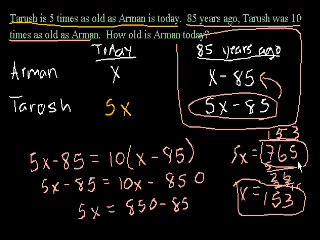 Tarush is 5 times as old as Arman is today. 85 years ago, Tarush was 10
times as old as Arman. How old is Arman today?
Today 85 years ago
Arman x x - 85
Tarush 5x 5x - 85
5x - 85 = 10(x - 85)
5x - 85 = 10x - 850
5x = 850 - 85
153
5x = 765
x = 153